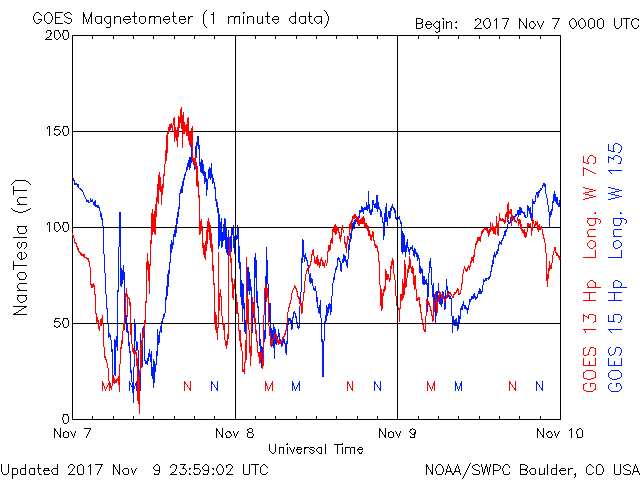 GOES Magnetometer (1 minute data)
Begin: 2017 Nov 7 0000 UTC
NanoTesla (nT)
200
150
100
50
0
M M N N M M N N M M N N
Nov 7 Nov 8 Nov 9 Nov 10
Universal Time
GOES 13 Hp Long. W 75
GOES 15 Hp Long. W 135
Updated 2017 Nov 9 23:59:02 UTC
NOAA/SWPC Boulder, CO USA